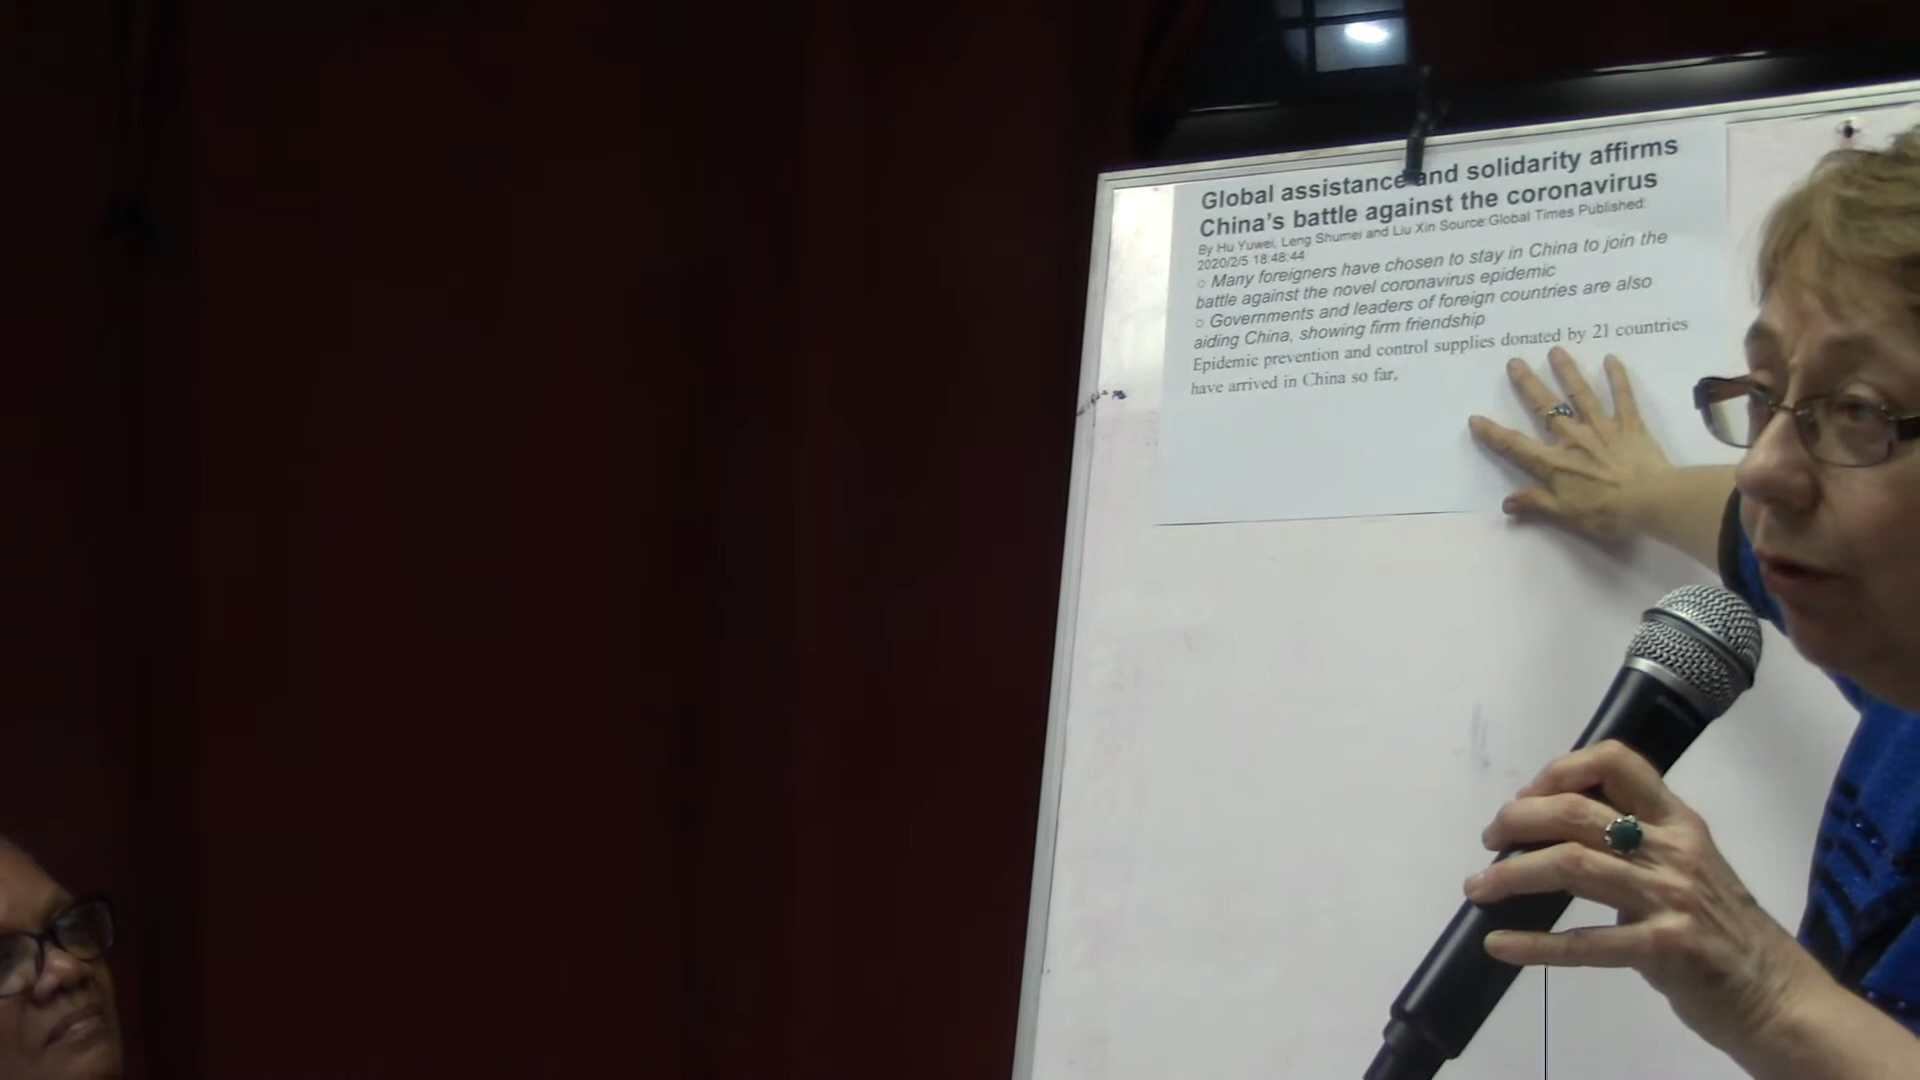 Global assistance and solidarity affirms
China's battle against the coronavirus
By Hu Yuwei, Leng Shumei and Liu Xin Source:Global Times Published:
2020/2/5 18:48:44
○ Many foreigners have chosen to stay in China to join the
battle against the novel coronavirus epidemic
○ Governments and leaders of foreign countries are also
aiding China, showing firm friendship
Epidemic prevention and control supplies donated by 21 countries
have arrived in China so far,